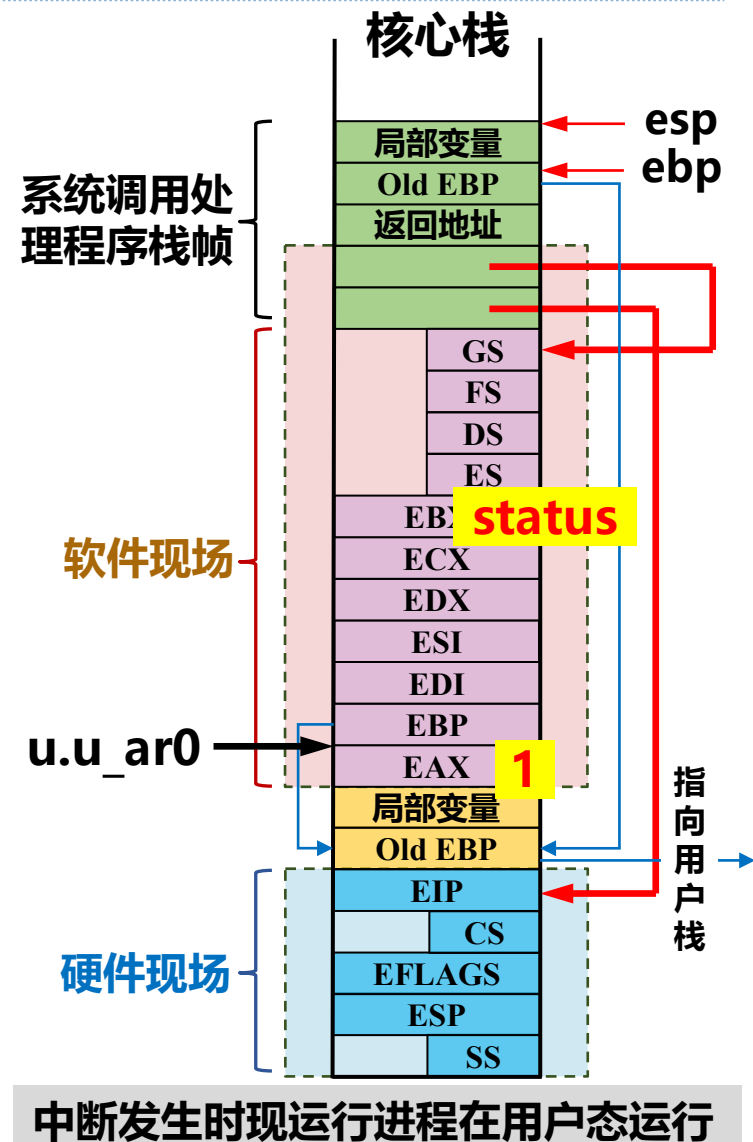 核心栈
esp
局部变量
ebp
Old EBP
系统调用处
理程序栈帧
返回地址
GS
FS
DS
ES
EBX
status
软件现场
ECX
EDX
ESI
EDI
EBP
u.u_ar0
EAX
1
局部变量
Old EBP
指
向
用
户
栈
EIP
CS
硬件现场
EFLAGS
ESP
SS
中断发生时现运行进程在用户态运行